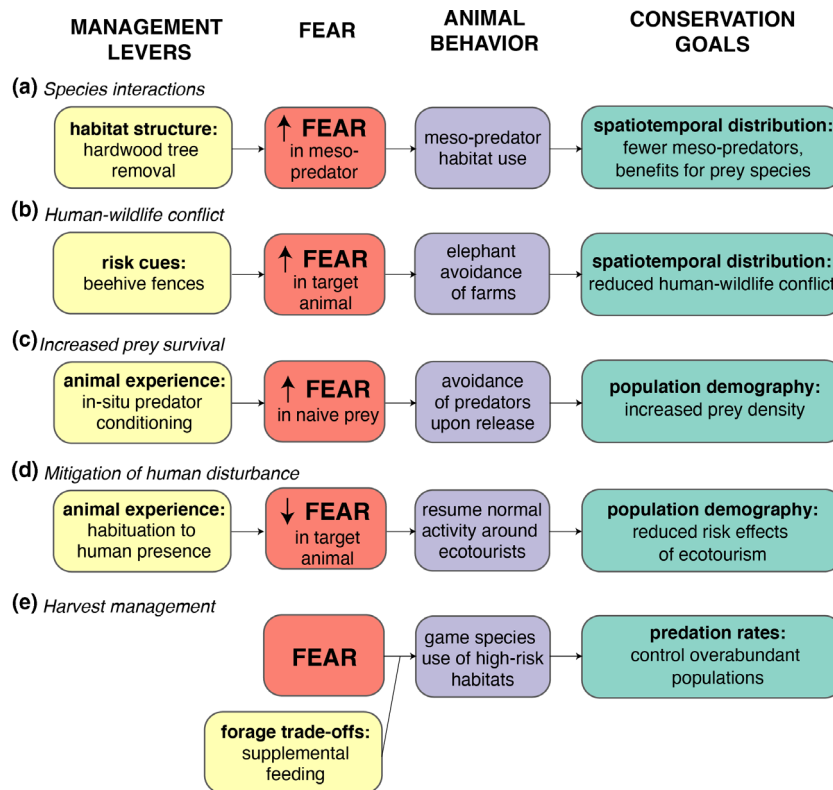 MANAGEMENT
LEVERS
FEAR
ANIMAL
BEHAVIOR
CONSERVATION
GOALS
(a) Species interactions
habitat structure:
hardwood tree
removal
↑ FEAR
in meso-
predator
meso-predator
habitat use
spatiotemporal distribution:
fewer meso-predators,
benefits for prey species
(b) Human-wildlife conflict
risk cues:
beehive fences
↑ FEAR
in target
animal
elephant
avoidance
of farms
spatiotemporal distribution:
reduced human-wildlife conflict
(c) Increased prey survival
animal experience:
in-situ predator
conditioning
↑ FEAR
in naive prey
avoidance
of predators
upon release
population demography:
increased prey density
(d) Mitigation of human disturbance
animal experience:
habituation to
human presence
↓ FEAR
in target
animal
resume normal
activity around
ecotourists
population demography:
reduced risk effects
of ecotourism
(e) Harvest management
FEAR
game species
use of high-risk
habitats
predation rates:
control overabundant
populations
forage trade-offs:
supplemental
feeding